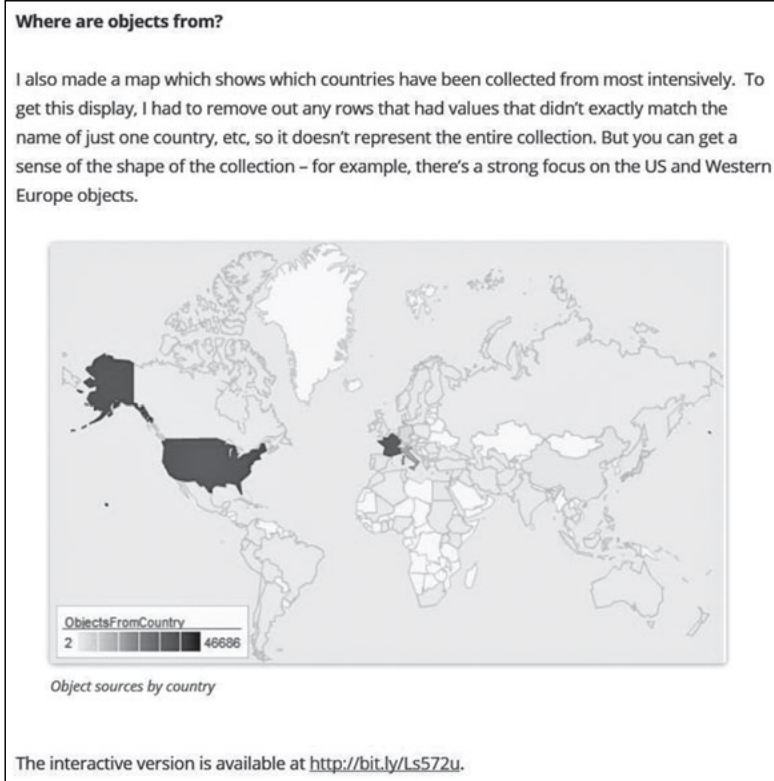 Where are objects from?
I also made a map which shows which countries have been collected from most intensively. To
get this display, I had to remove out any rows that had values that didn't exactly match the
name of just one country, etc, so it doesn't represent the entire collection. But you can get a
sense of the shape of the collection – for example, there's a strong focus on the US and Western
Europe objects.
ObjectsFromCountry
2 46686
Object sources by country
The interactive version is available at http://bit.ly/Ls572u.